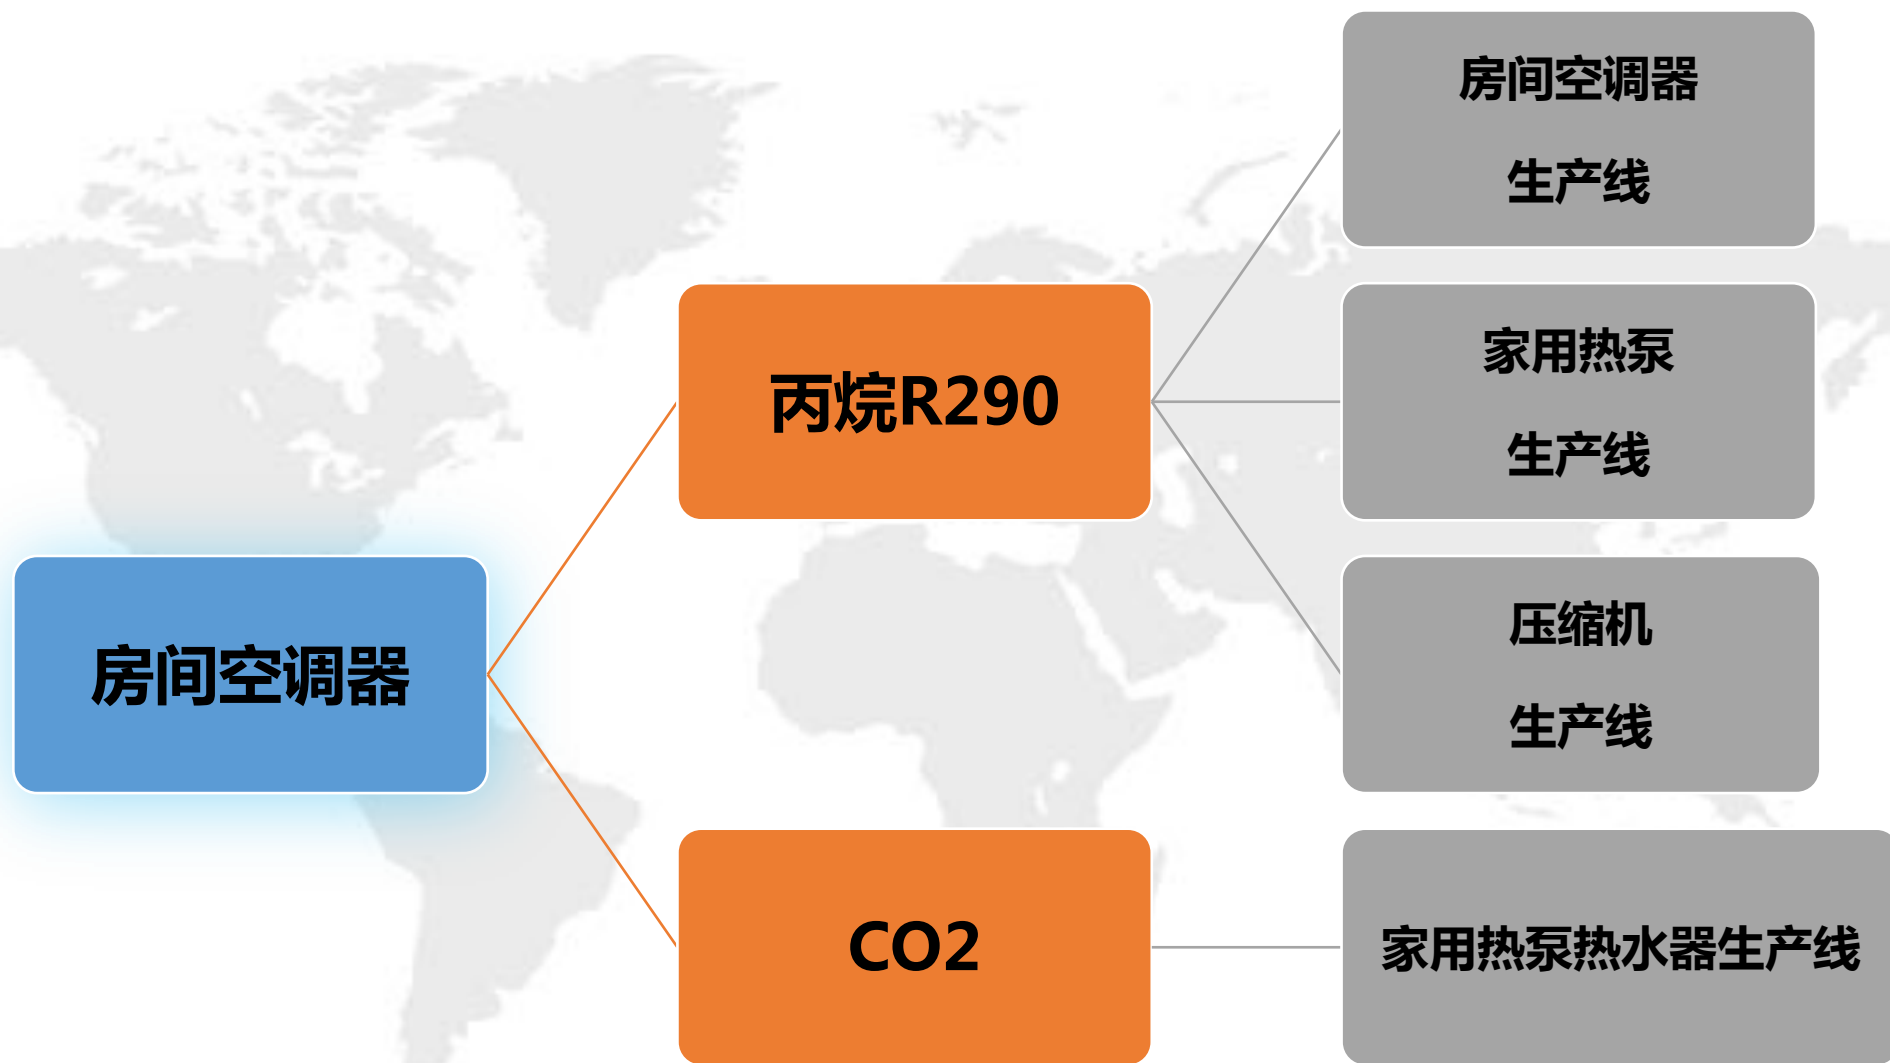 房间空调器
丙烷R290
房间空调器
生产线
家用热泵
生产线
压缩机
生产线
CO2
家用热泵热水器生产线